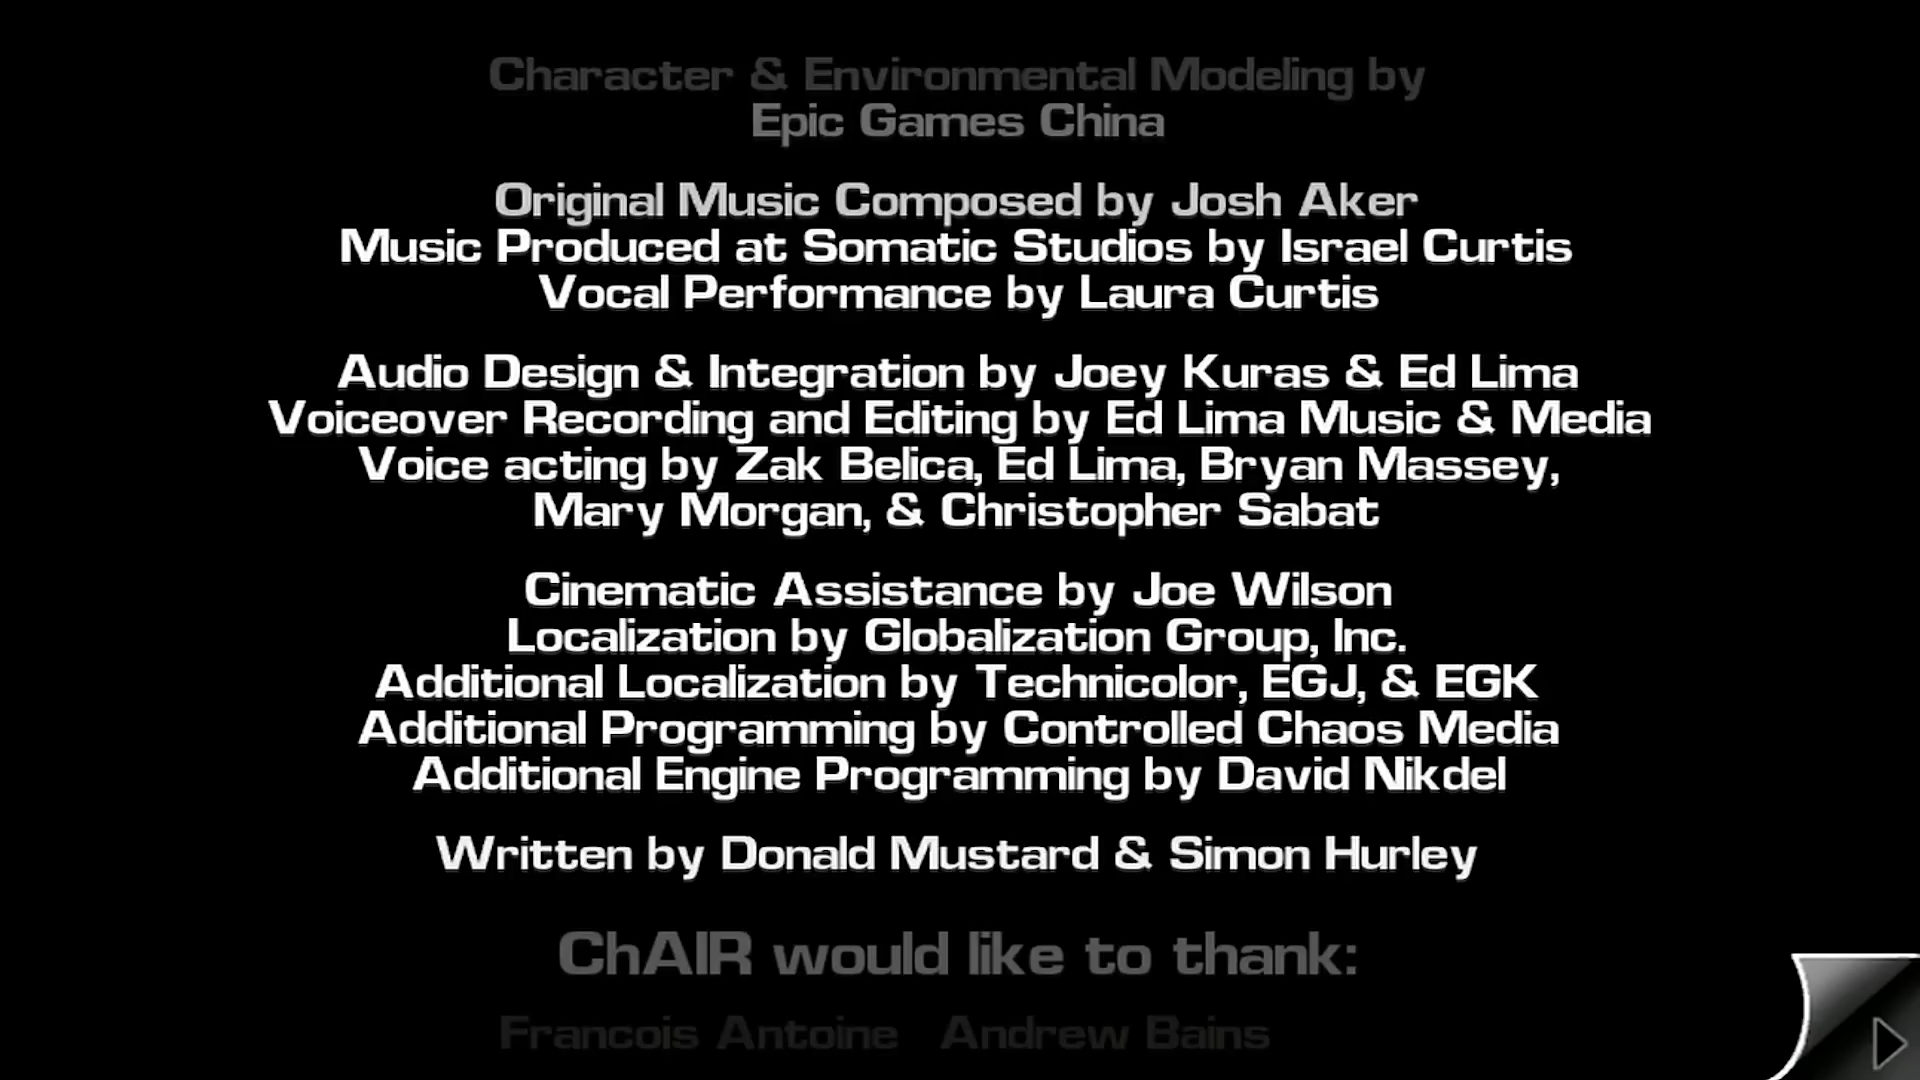 Character & Environmental Modeling by
Epic Games China
Original Music Composed by Josh Aker
Music Produced at Somatic Studios by Israel Curtis
Vocal Performance by Laura Curtis
Audio Design & Integration by Joey Kuras & Ed Lima
Voiceover Recording and Editing by Ed Lima Music & Media
Voice acting by Zak Belica, Ed Lima, Bryan Massey,
Mary Morgan, & Christopher Sabat
Cinematic Assistance by Joe Wilson
Localization by Globalization Group, Inc.
Additional Localization by Technicolor, EGJ, & EGK
Additional Programming by Controlled Chaos Media
Additional Engine Programming by David Nikdel
Written by Donald Mustard & Simon Hurley
ChAIR would like to thank:
Francois Antoine Andrew Bains